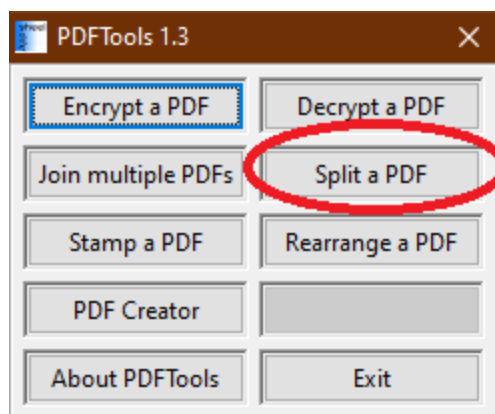 PDFTools 1.3
Encrypt a PDF
Decrypt a PDF
Join multiple PDFs
Split a PDF
Stamp a PDF
Rearrange a PDF
PDF Creator
About PDFTools
Exit